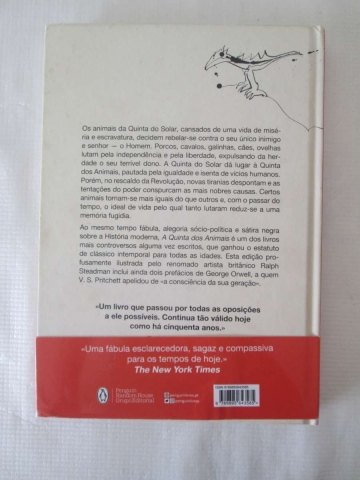 Os animais da Quinta do Solar, cansados de uma vida de misé-
ria e escravatura, decidem rebelar-se contra o seu único inimigo
e senhor — o Homem. Porcos, cavalos, galinhas, cães, ovelhas
lutam pela independência e pela liberdade, expulsando da her-
dade o seu terrível dono. A Quinta do Solar dá lugar à Quinta
dos Animais, pautada pela igualdade e isenta de vícios humanos.
Porém, no rescaldo da Revolução, novas tiranias despontam e as
tentações do poder conspurcam as mais nobres causas. Certos
animais tornam-se mais iguais do que outros e, com o passar do
tempo, o ideal de vida pelo qual tanto lutaram reduz-se a uma
memória fugidia.
Ao mesmo tempo fábula, alegoria sócio-política e sátira negra
sobre a História moderna, A Quinta dos Animais é um dos livros
mais controversos alguma vez escritos, que ganhou o estatuto
de clássico intemporal para todas as idades. Esta edição pro-
fusamente ilustrada pelo renomado artista britânico Ralph
Steadman inclui ainda dois prefácios de George Orwell, a quem
V. S. Pritchett apelidou de «a consciência da sua geração».
«Um livro que passou por todas as oposições
a ele possíveis. Continua tão válido hoje
como há cinquenta anos.»
«Uma fábula esclarecedora, sagaz e compassiva
para os tempos de hoje.»
The New York Times
Penguin
Random House
Grupo Editorial